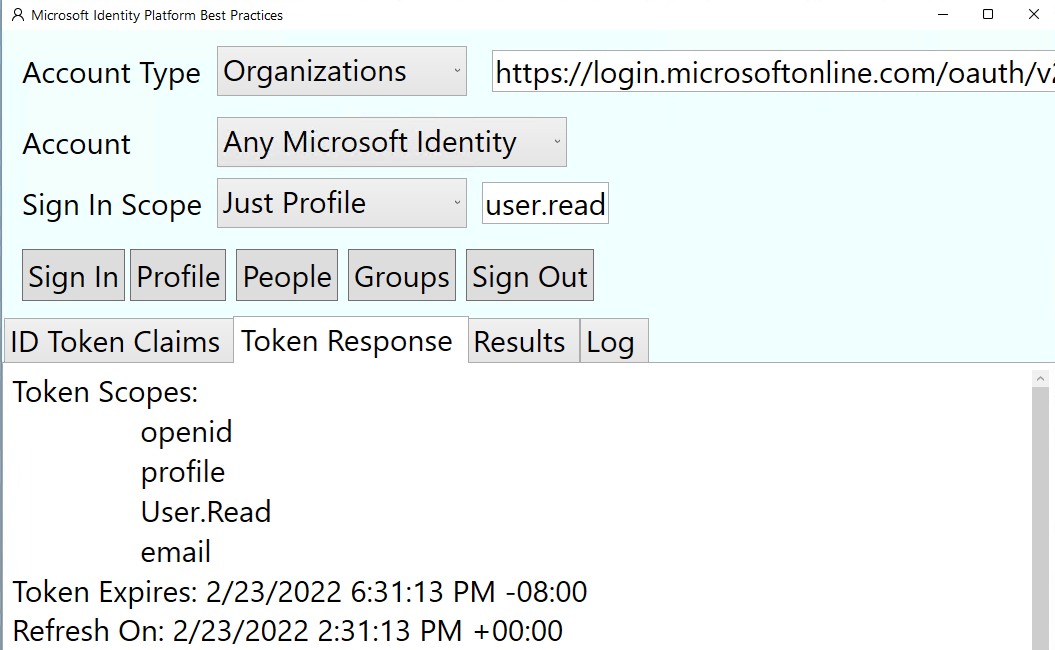 Microsoft Identity Platform Best Practices
Account Type Organizations https://login.microsoftonline.com/oauth/v2
Account Any Microsoft Identity
Sign In Scope Just Profile user.read
Sign In Profile People Groups Sign Out
ID Token Claims Token Response Results Log
Token Scopes:
openid
profile
User.Read
email
Token Expires: 2/23/2022 6:31:13 PM -08:00
Refresh On: 2/23/2022 2:31:13 PM +00:00